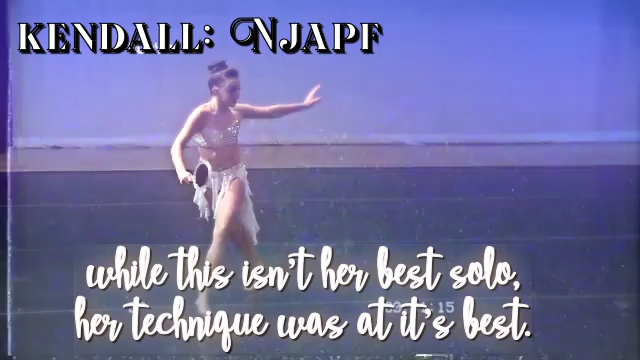 KENDALL: NJAPF
while this isn't her best solo,
her technique was at it's best.